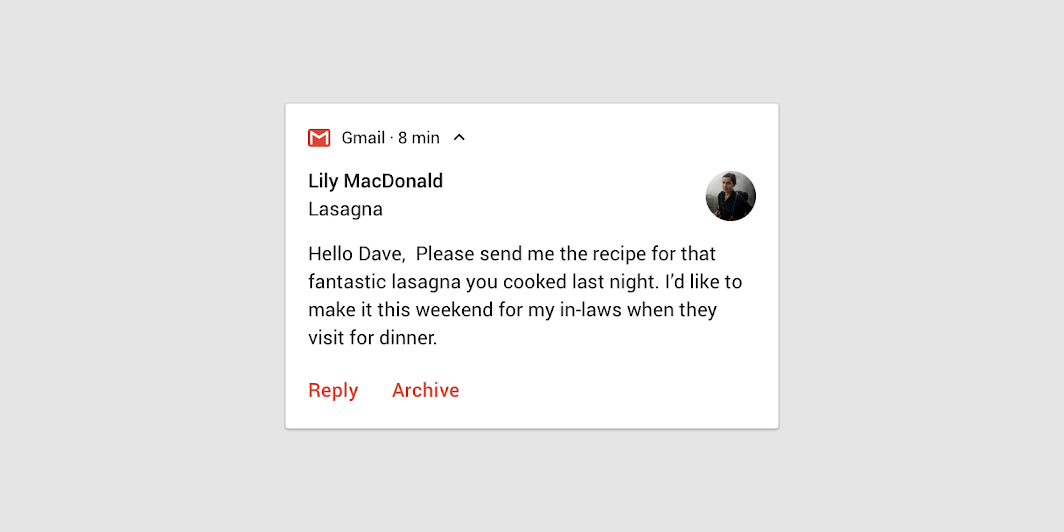 Gmail · 8 min
Lily MacDonald
Lasagna
Hello Dave,  Please send me the recipe for that
fantastic lasagna you cooked last night. I’d like to
make it this weekend for my in-laws when they
visit for dinner.
Reply Archive